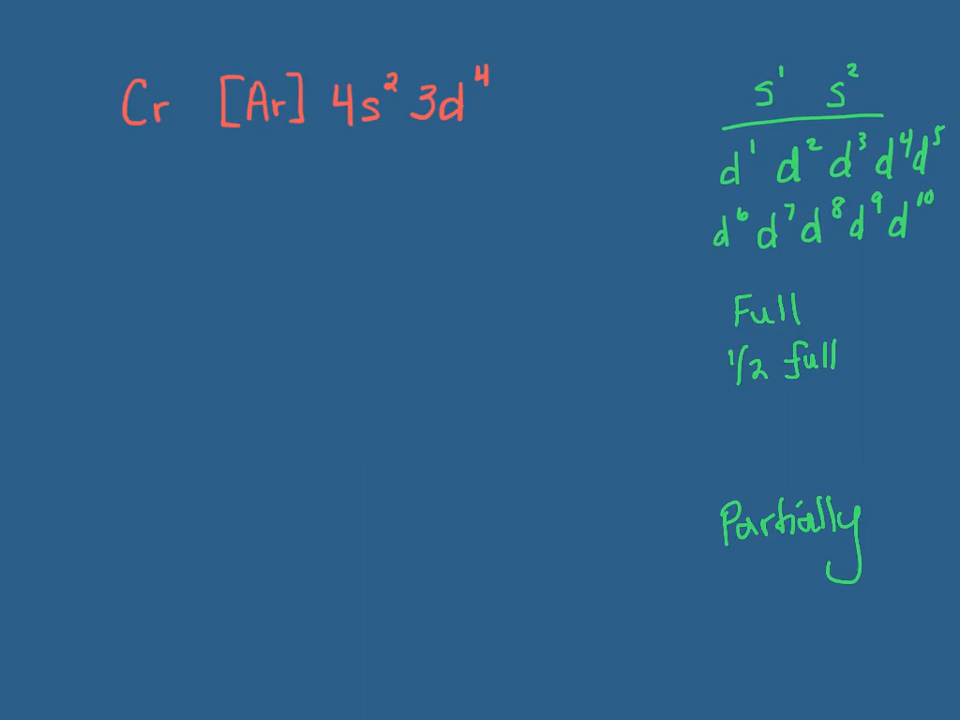 Cr [Ar] 4s² 3d⁴
s¹ s²
d¹ d² d³ d⁴ d⁵
d⁶ d⁷ d⁸ d⁹ d¹⁰
Full
1/2 full
Partially